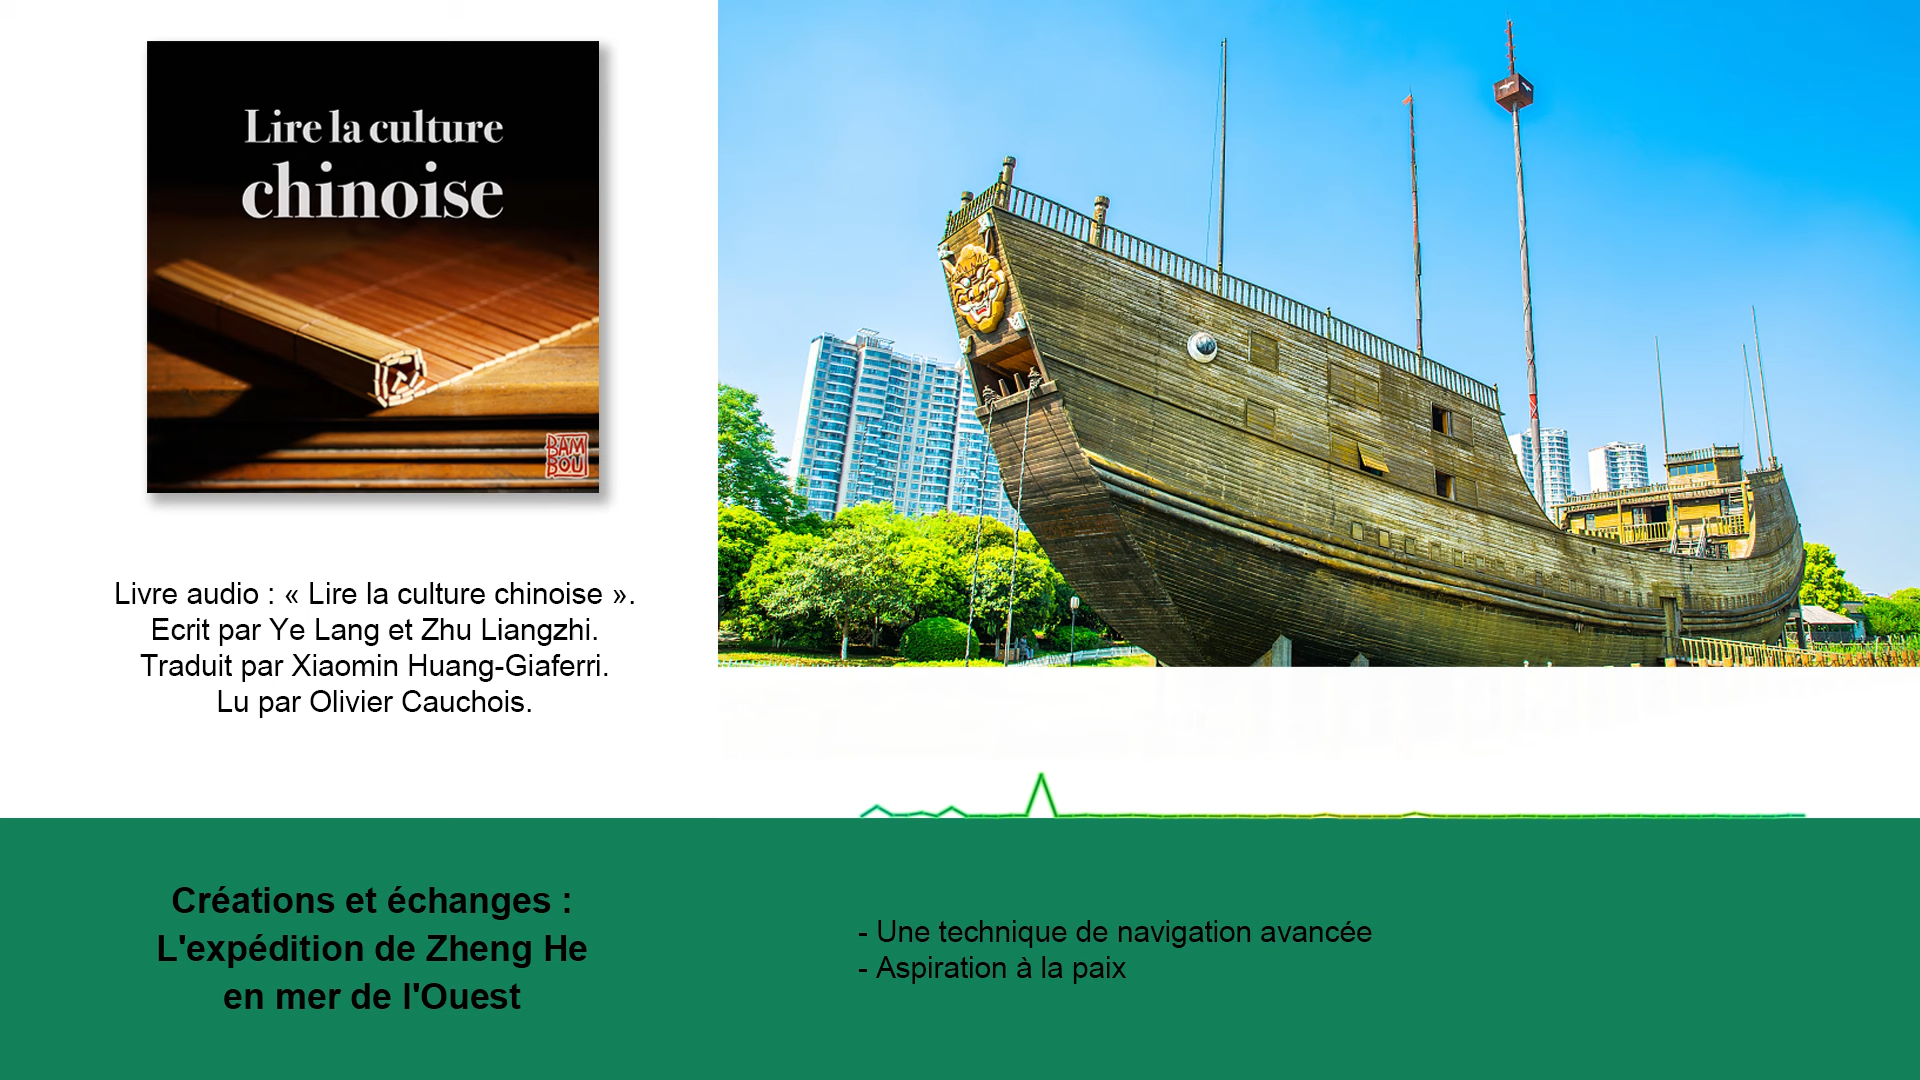 Lire la culture
chinoise
BAM
BOU
Livre audio : « Lire la culture chinoise ».
Ecrit par Ye Lang et Zhu Liangzhi.
Traduit par Xiaomin Huang-Giaferri.
Lu par Olivier Cauchois.
Créations et échanges :
L'expédition de Zheng He
en mer de l'Ouest
- Une technique de navigation avancée
- Aspiration à la paix